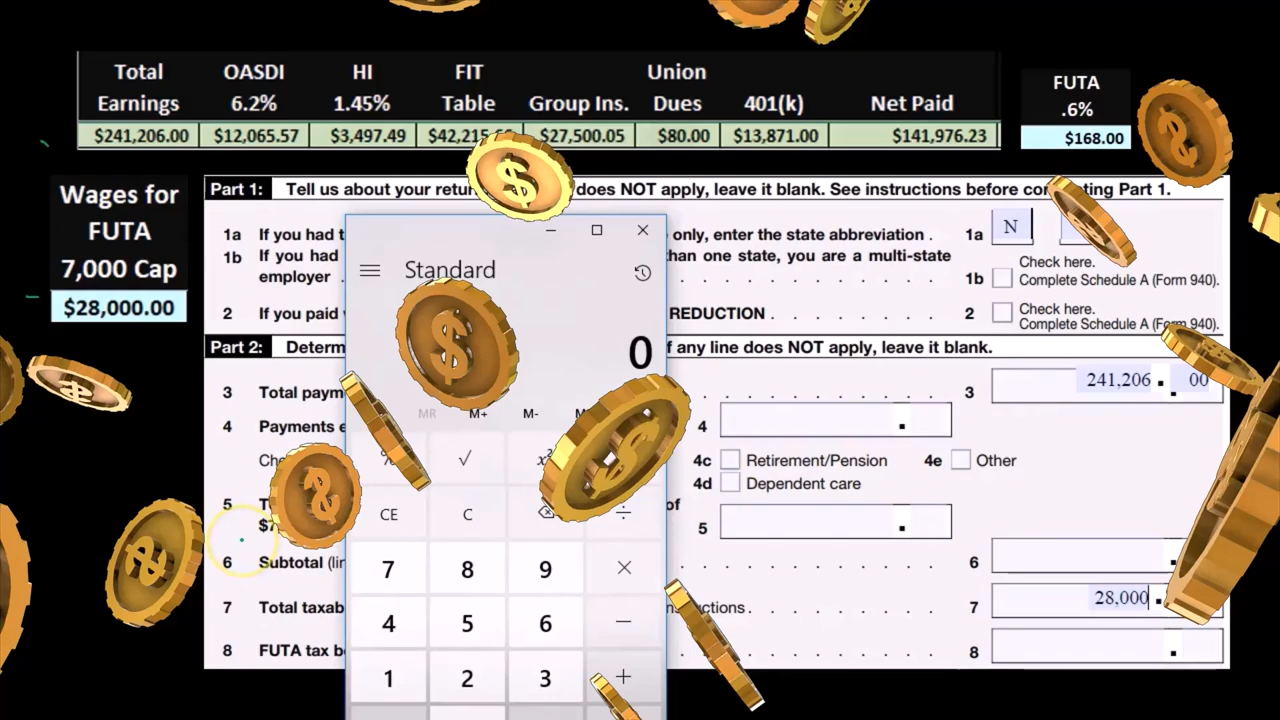 Total Earnings OASDI 6.2% HI 1.45% FIT Table Group Ins. Union Dues 401(k) Net Paid
$241,206.00 $12,065.57 $3,497.49 $42,215. $27,500.05 $80.00 $13,871.00 $141,976.23
FUTA
.6%
$168.00
Wages for
FUTA
7,000 Cap
$28,000.00
Part 1: Tell us about your retu does NOT apply, leave it blank. See instructions before co ting Part 1.
1a If you had t only, enter the state abbreviation . 1a N
1b If you had han one state, you are a multi-state
employer . 1b Check here.
Complete Schedule A (Form 940).
2 If you paid REDUCTION . 2 Check here.
Complete Schedule A (Form 940).
Part 2: Determ f any line does NOT apply, leave it blank.
3 Total paym 3 241,206 . 00
4 Payments e 4 .
4c Retirement/Pension 4e Other
4d Dependent care
5 of
$7 5 .
6 Subtotal (lin 6 .
7 Total taxab structions . 7 28,000 .
8 FUTA tax b 8 .
Standard
0
MR M+ M-
√ x²
CE C ÷
7 8 9 ×
4 5 6 −
1 2 3 +